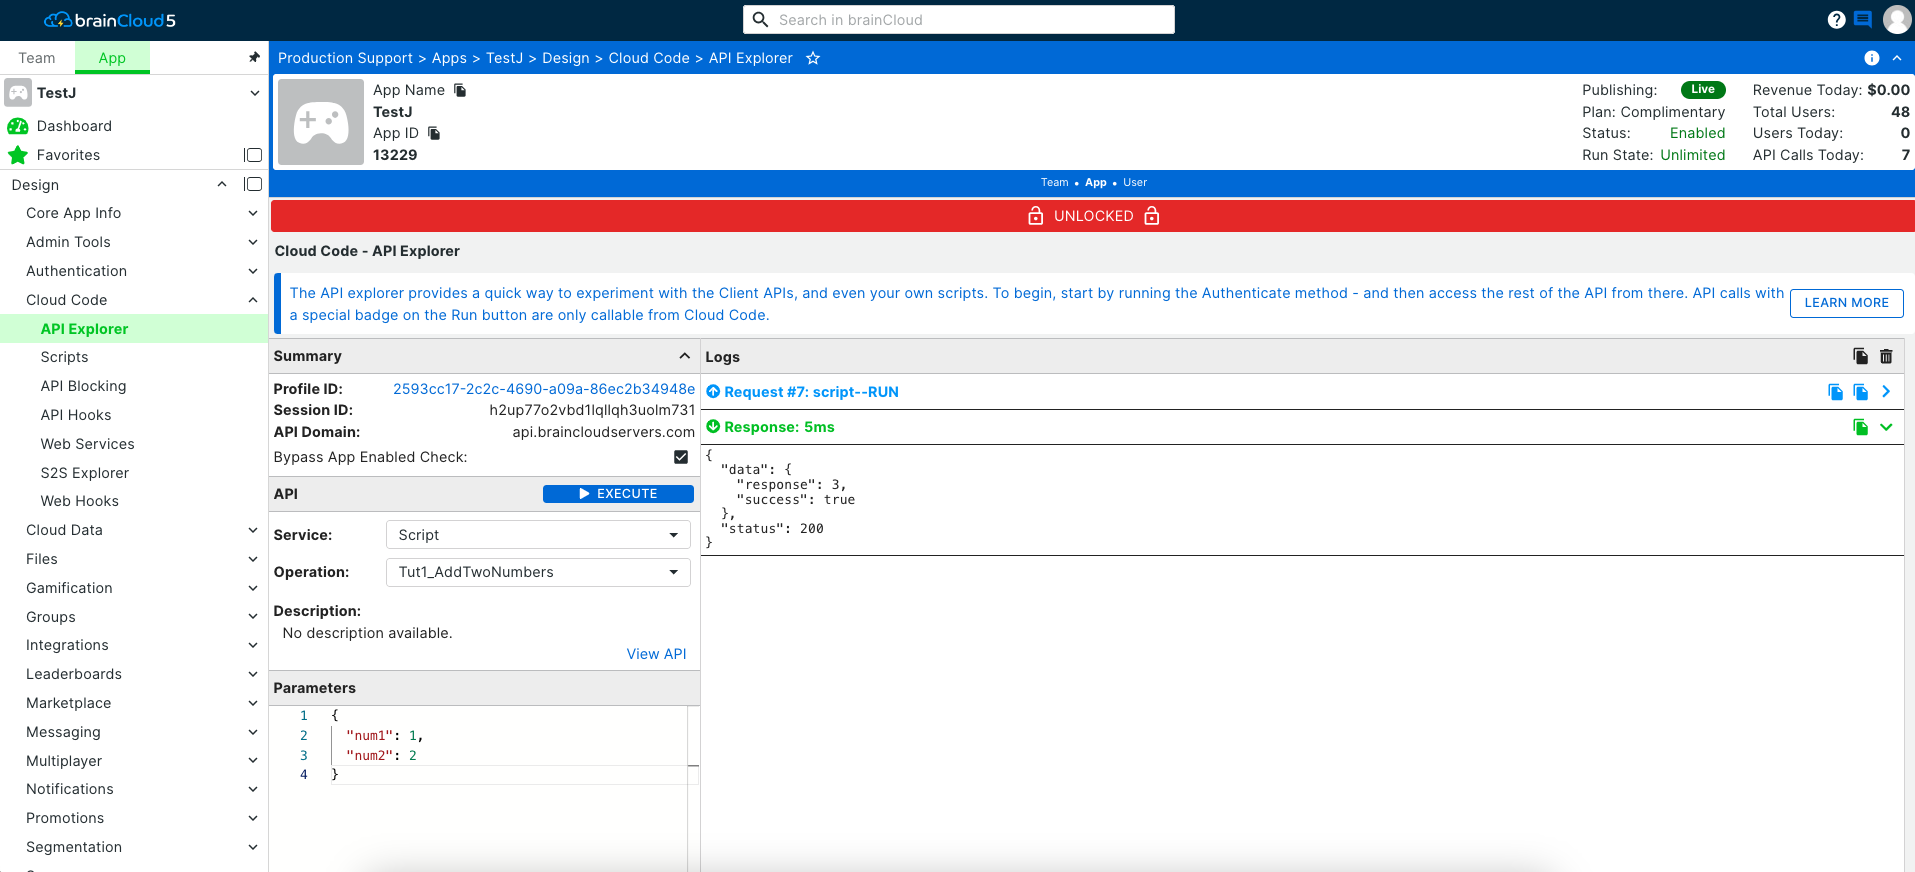 brainCloud5
Search in brainCloud
Team
App
TestJ
Dashboard
Favorites
Design
Core App Info
Admin Tools
Authentication
Cloud Code
API Explorer
Scripts
API Blocking
API Hooks
Web Services
S2S Explorer
Web Hooks
Cloud Data
Files
Gamification
Groups
Integrations
Leaderboards
Marketplace
Messaging
Multiplayer
Notifications
Promotions
Segmentation
Production Support > Apps > TestJ > Design > Cloud Code > API Explorer
App Name
TestJ
App ID
13229
Publishing: Live
Plan: Complimentary
Status: Enabled
Run State: Unlimited
Revenue Today: $0.00
Total Users: 48
Users Today: 0
API Calls Today: 7
Team • App • User
UNLOCKED
Cloud Code - API Explorer
The API explorer provides a quick way to experiment with the Client APIs, and even your own scripts. To begin, start by running the Authenticate method - and then access the rest of the API from there. API calls with
a special badge on the Run button are only callable from Cloud Code.
LEARN MORE
Summary
Profile ID: 2593cc17-2c2c-4690-a09a-86ec2b34948e
Session ID:
API Domain: api.braincloudservers.com
Bypass App Enabled Check:
API
EXECUTE
Service: Script
Operation: Tut1_AddTwoNumbers
Description:
No description available.
View API
Parameters
1 {
2 "num1": 1,
3 "num2": 2
4 }
Logs
Request #7: script--RUN
Response: 5ms
{
"data": {
"response": 3,
"success": true
},
"status": 200
}